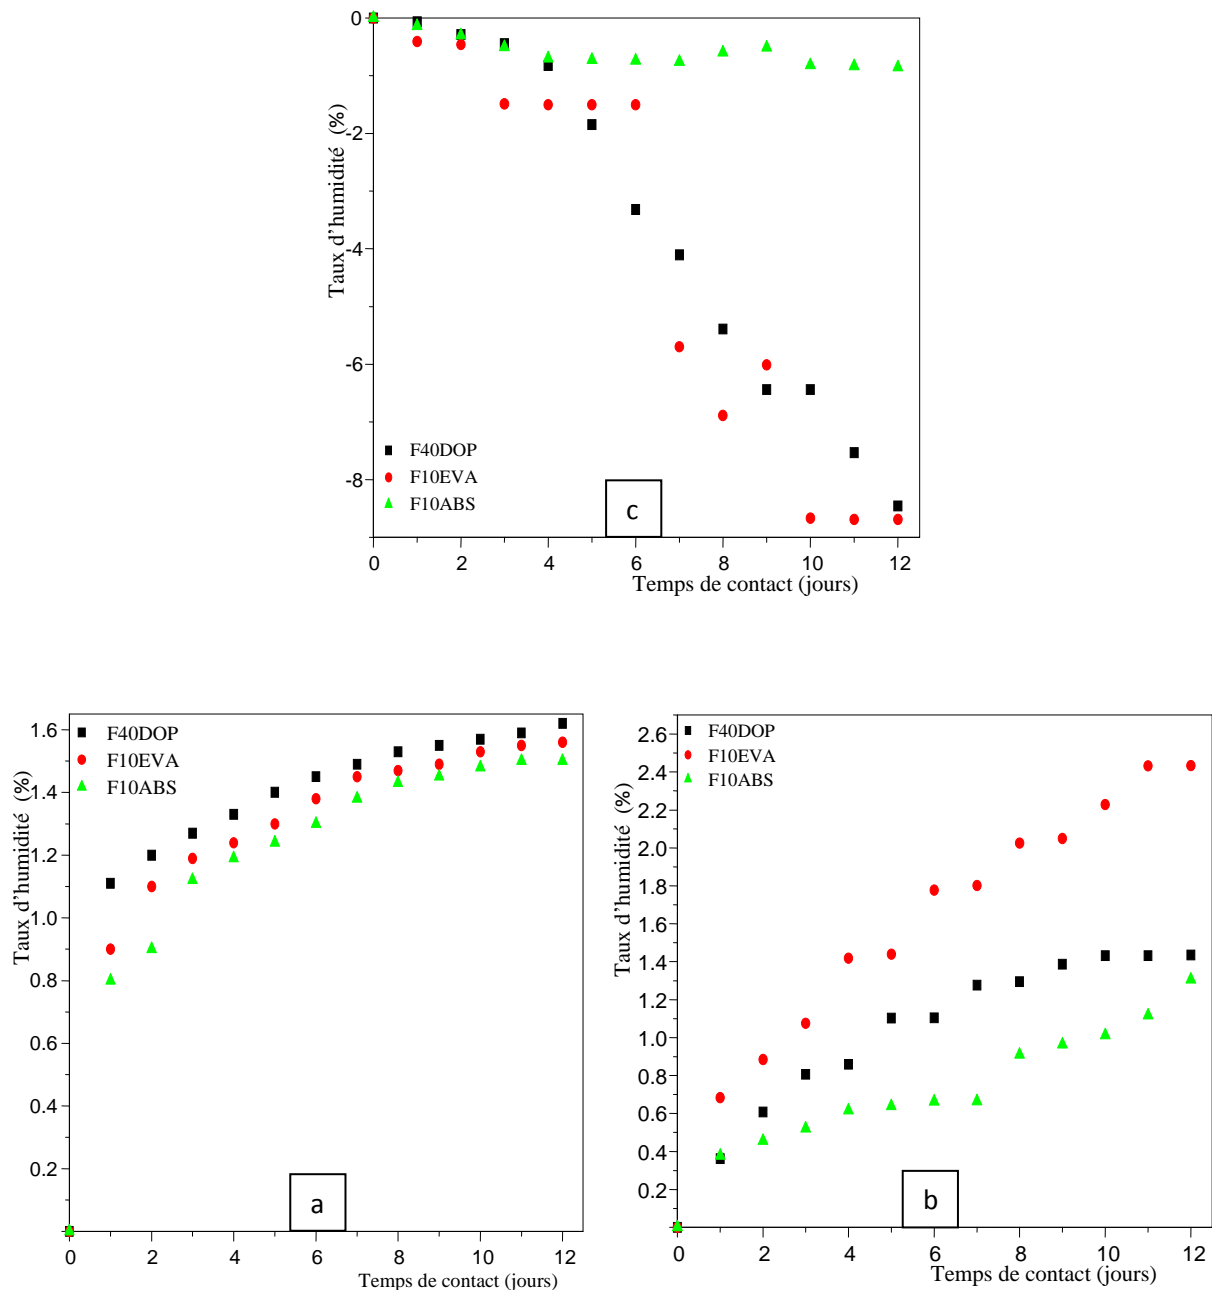 0
-2
-4
-6
-8
Taux d'humidité (%)
F40DOP
F10EVA
F10ABS
c
0 2 4 6 8 10 12
Temps de contact (jours)
1.6
1.4
1.2
1.0
0.8
0.6
0.4
0.2
Taux d'humidité (%)
F40DOP
F10EVA
F10ABS
a
0 2 4 6 8 10 12
Temps de contact (jours)
2.6
2.4
2.2
2.0
1.8
1.6
1.4
1.2
1.0
0.8
0.6
0.4
0.2
Taux d'humidité (%)
F40DOP
F10EVA
F10ABS
b
0 2 4 6 8 10 12
Temps de contact (jours)